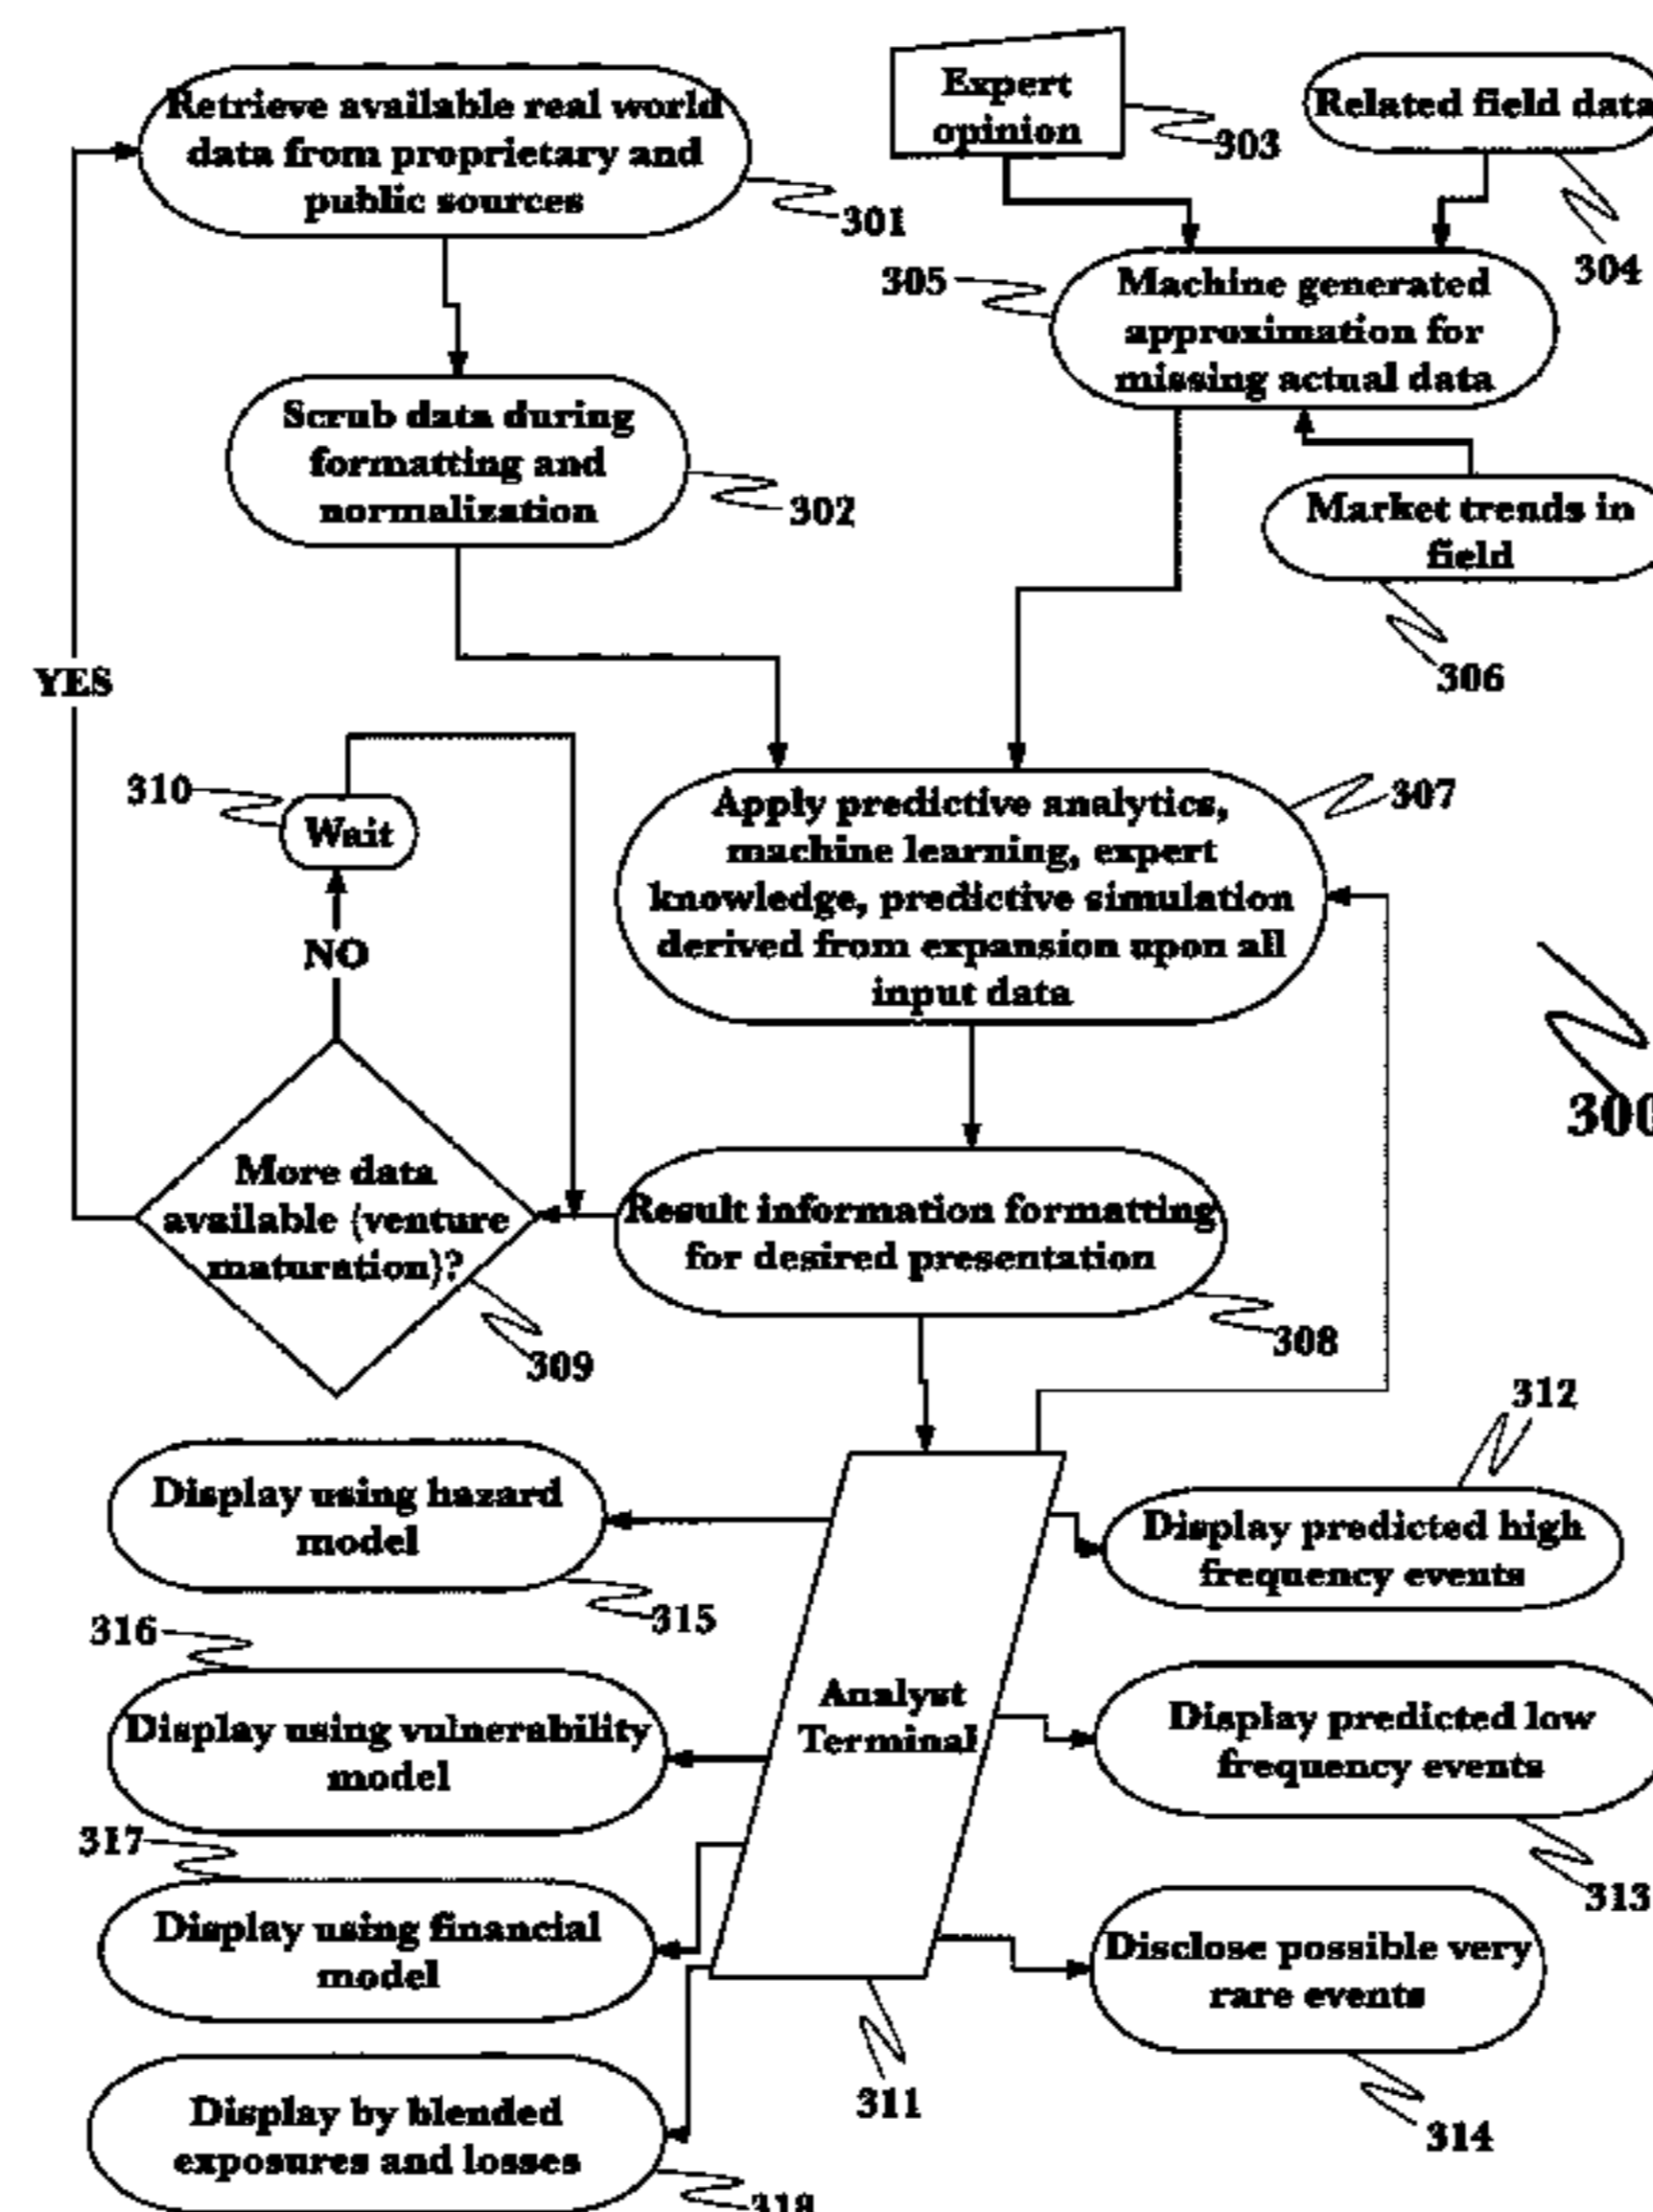 Retrieve available real world
data from proprietary and
public sources
301
Expert
opinion
303
Related field data
304
305
Machine generated
approximation for
missing actual data
Scrub data during
formatting and
normalization
302
Market trends in
field
306
YES
310
Wait
NO
Apply predictive analytics,
machine learning, expert
knowledge, predictive simulation
derived from expansion upon all
input data
307
300
More data
available (venture
maturation)?
309
Result information formatting
for desired presentation
308
312
Display using hazard
model
315
Display predicted high
frequency events
316
Display using vulnerability
model
Analyst
Terminal
Display predicted low
frequency events
313
317
Display using financial
model
Disclose possible very
rare events
314
311
Display by blended
exposures and losses
318